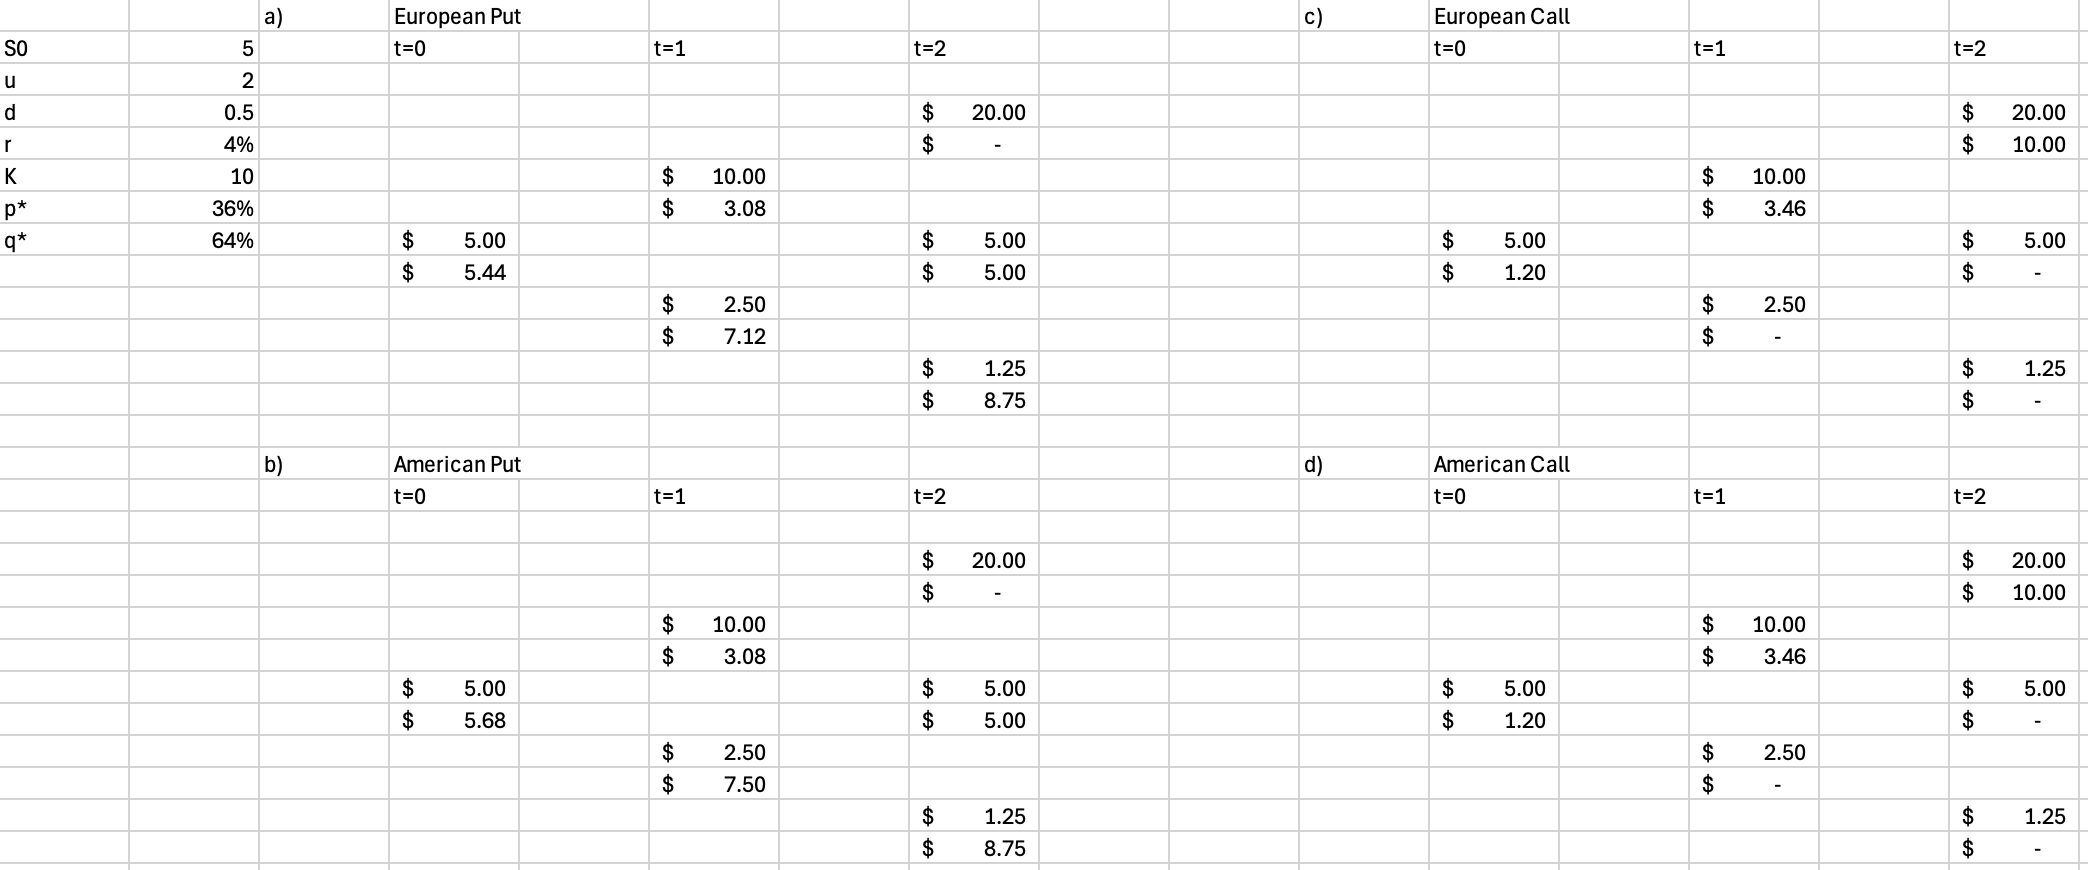 a) European Put c) European Call
S0 5 t=0 t=1 t=2 t=0 t=1 t=2
u 2
d 0.5 $ 20.00 $ 20.00
r 4% $ - $ 10.00
K 10 $ 10.00 $ 10.00
p* 36% $ 3.08 $ 3.46
q* 64% $ 5.00 $ 5.00 $ 5.00 $ 5.00
$ 5.44 $ 5.00 $ 1.20 $ -
$ 2.50 $ 2.50
$ 7.12 $ -
$ 1.25 $ 1.25
$ 8.75 $ -
b) American Put d) American Call
t=0 t=1 t=2 t=0 t=1 t=2
$ 20.00 $ 20.00
$ - $ 10.00
$ 10.00 $ 10.00
$ 3.08 $ 3.46
$ 5.00 $ 5.00 $ 5.00 $ 5.00
$ 5.68 $ 5.00 $ 1.20 $ -
$ 2.50 $ 2.50
$ 7.50 $ -
$ 1.25 $ 1.25
$ 8.75 $ -